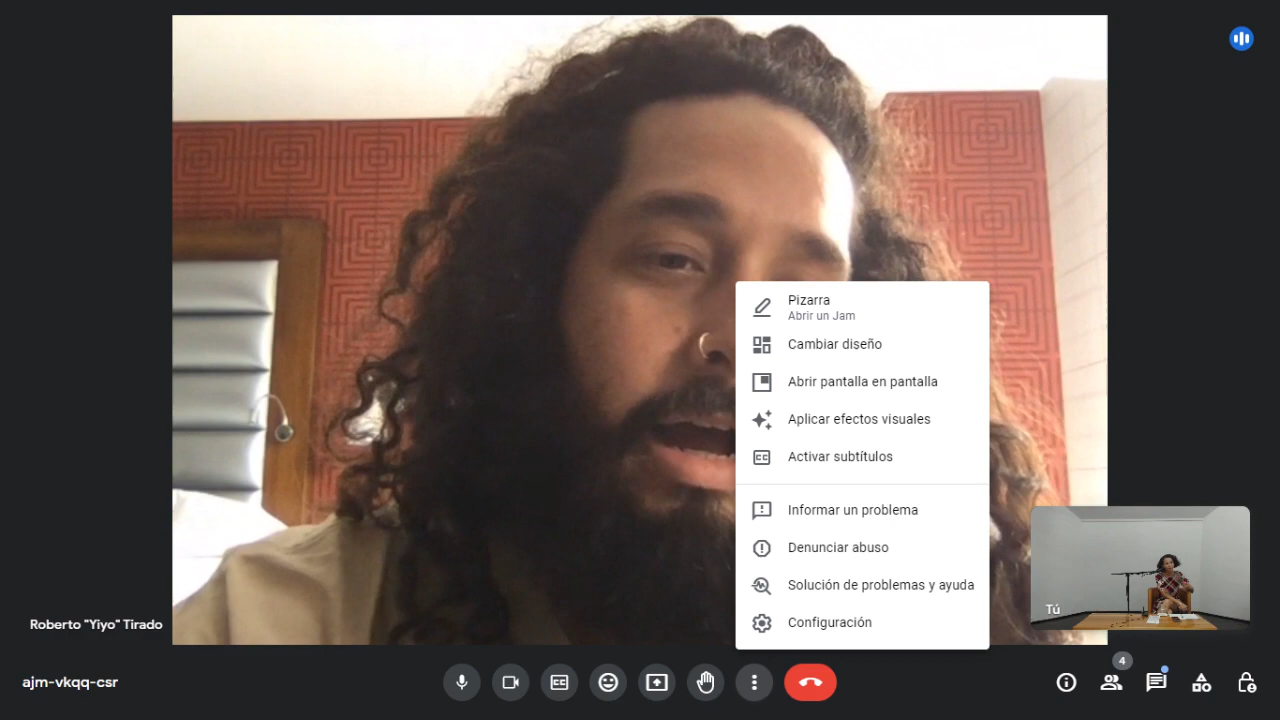 Pizarra
Abrir un Jam
Cambiar diseño
Abrir pantalla en pantalla
Aplicar efectos visuales
Activar subtítulos
Informar un problema
Denunciar abuso
Solución de problemas y ayuda
Configuración
Tú
Roberto "Yiyo" Tirado
4
ajm-vkqq-csr
CC